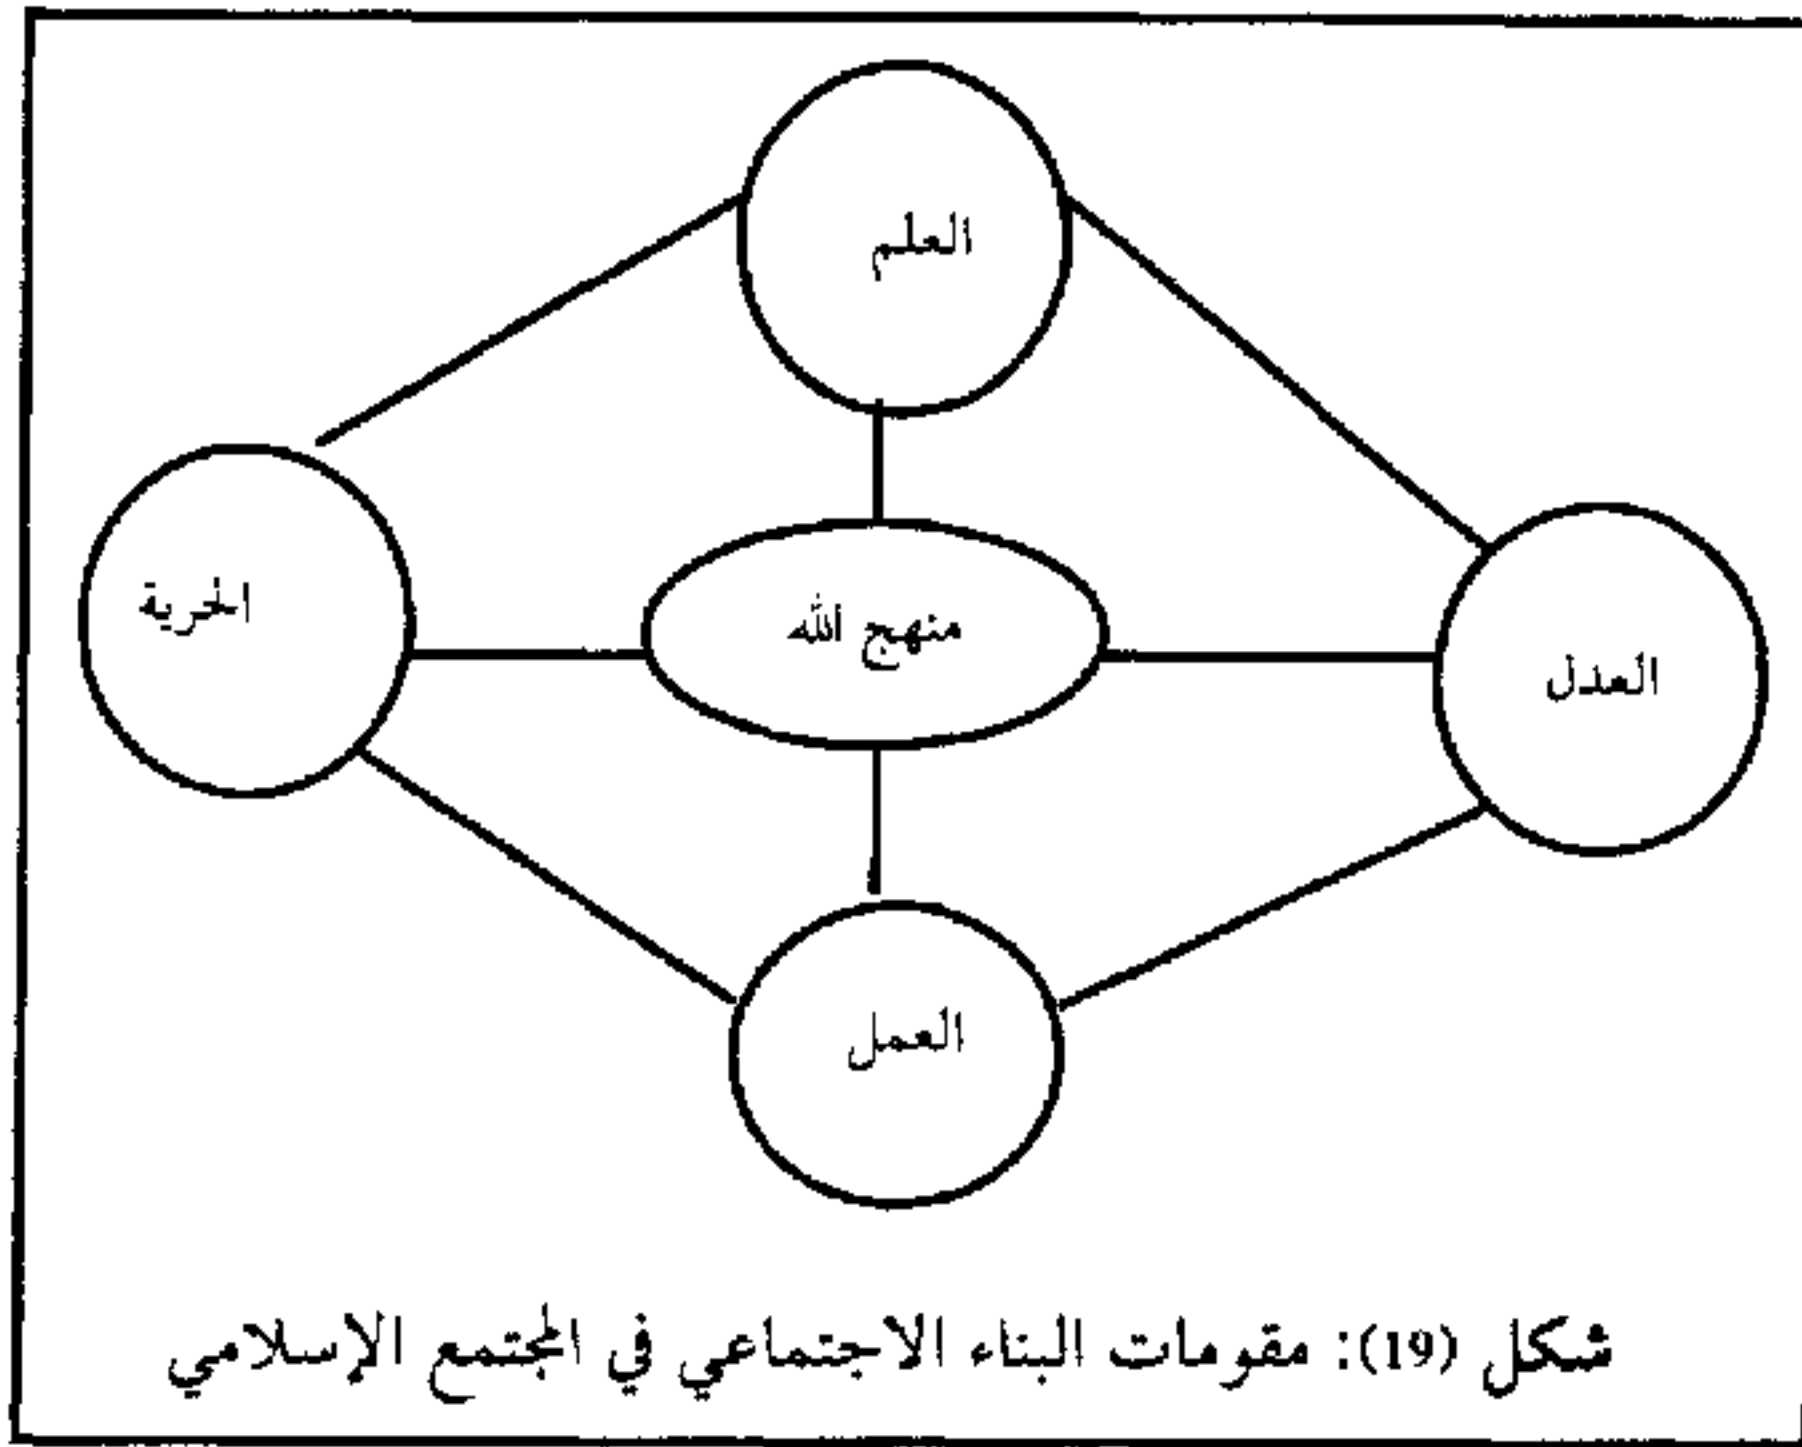 العلم
الحرية
منهج الله
العدل
العمل
شكل (19): مقومات البناء الاجتماعي في المجتمع الإسلامي